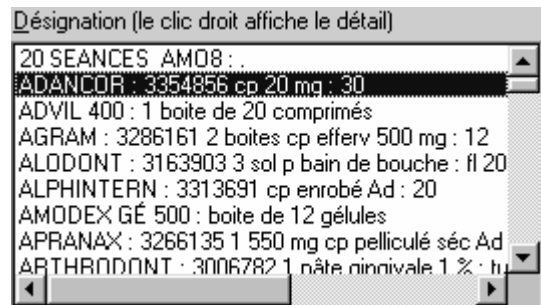 Désignation (le clic droit affiche le détail)
20 SEANCES AMO8 : .
ADANCOR : 3354856 cp 20 mg : 30
ADVIL 400 : 1 boite de 20 comprimés
AGRAM : 3286161 2 boites cp efferv 500 mg : 12
ALODONT : 3163903 3 sol p bain de bouche : fl 20
ALPHINTERN : 3313691 cp enrobé Ad : 20
AMODEX GÉ 500 : boite de 12 gélules
APRANAX : 3266135 1 550 mg cp pelliculé séc Ad
ARTHRODONT : 3006782 1 pâte gingivale 1 % : tu